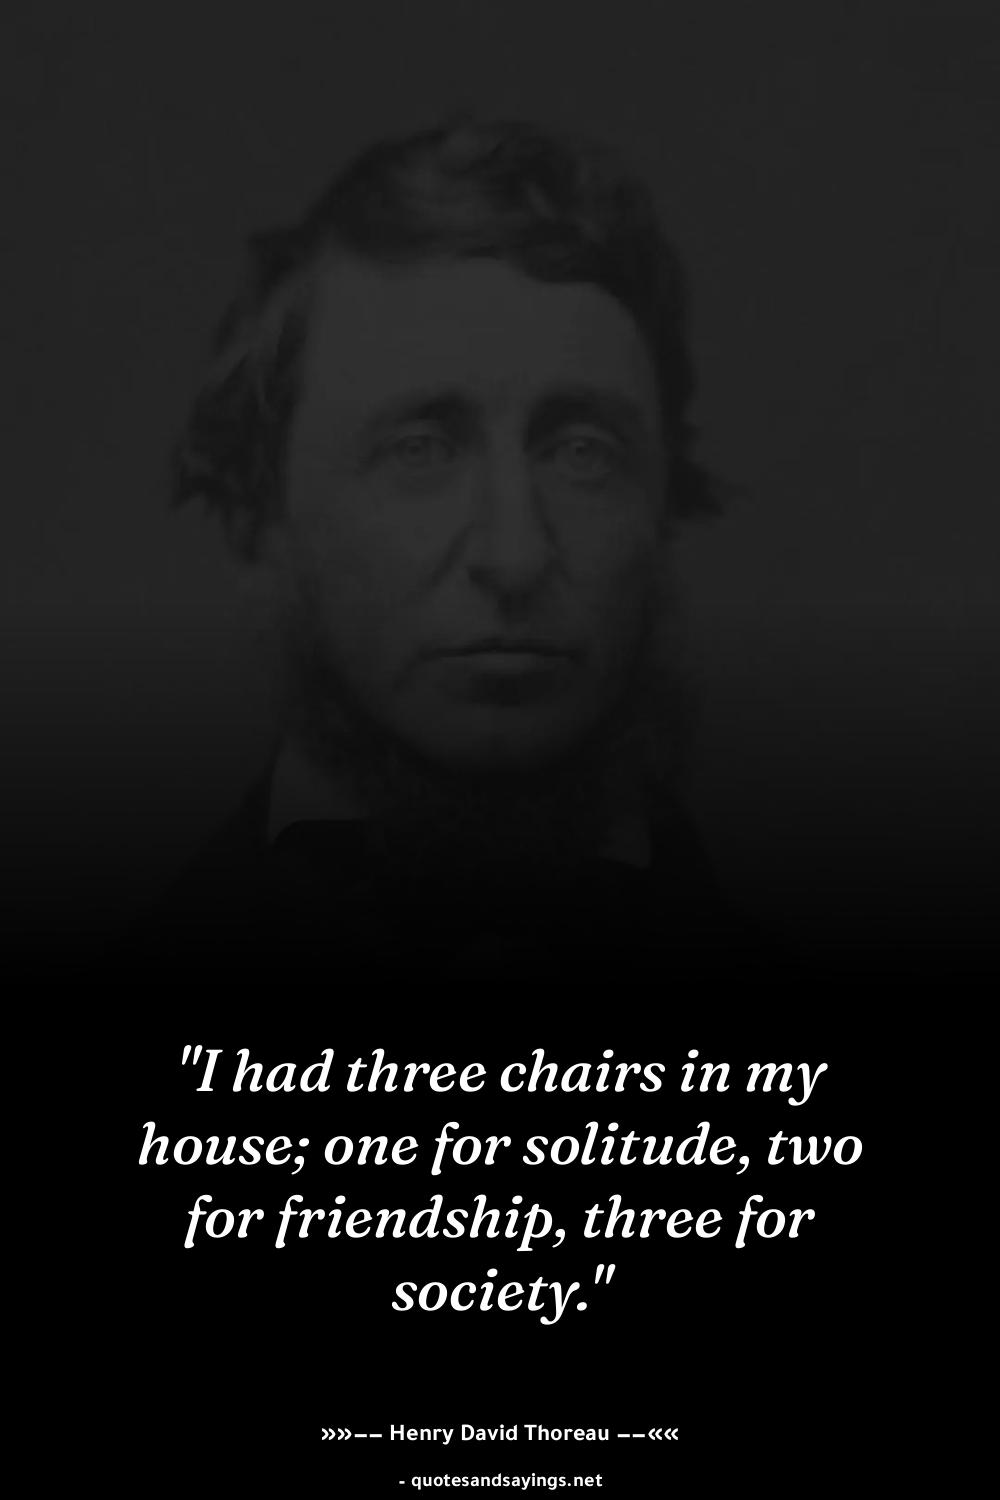 "I had three chairs in my
house; one for solitude, two
for friendship, three for
society."
»»−− Henry David Thoreau −−««
- quotesandsayings.net